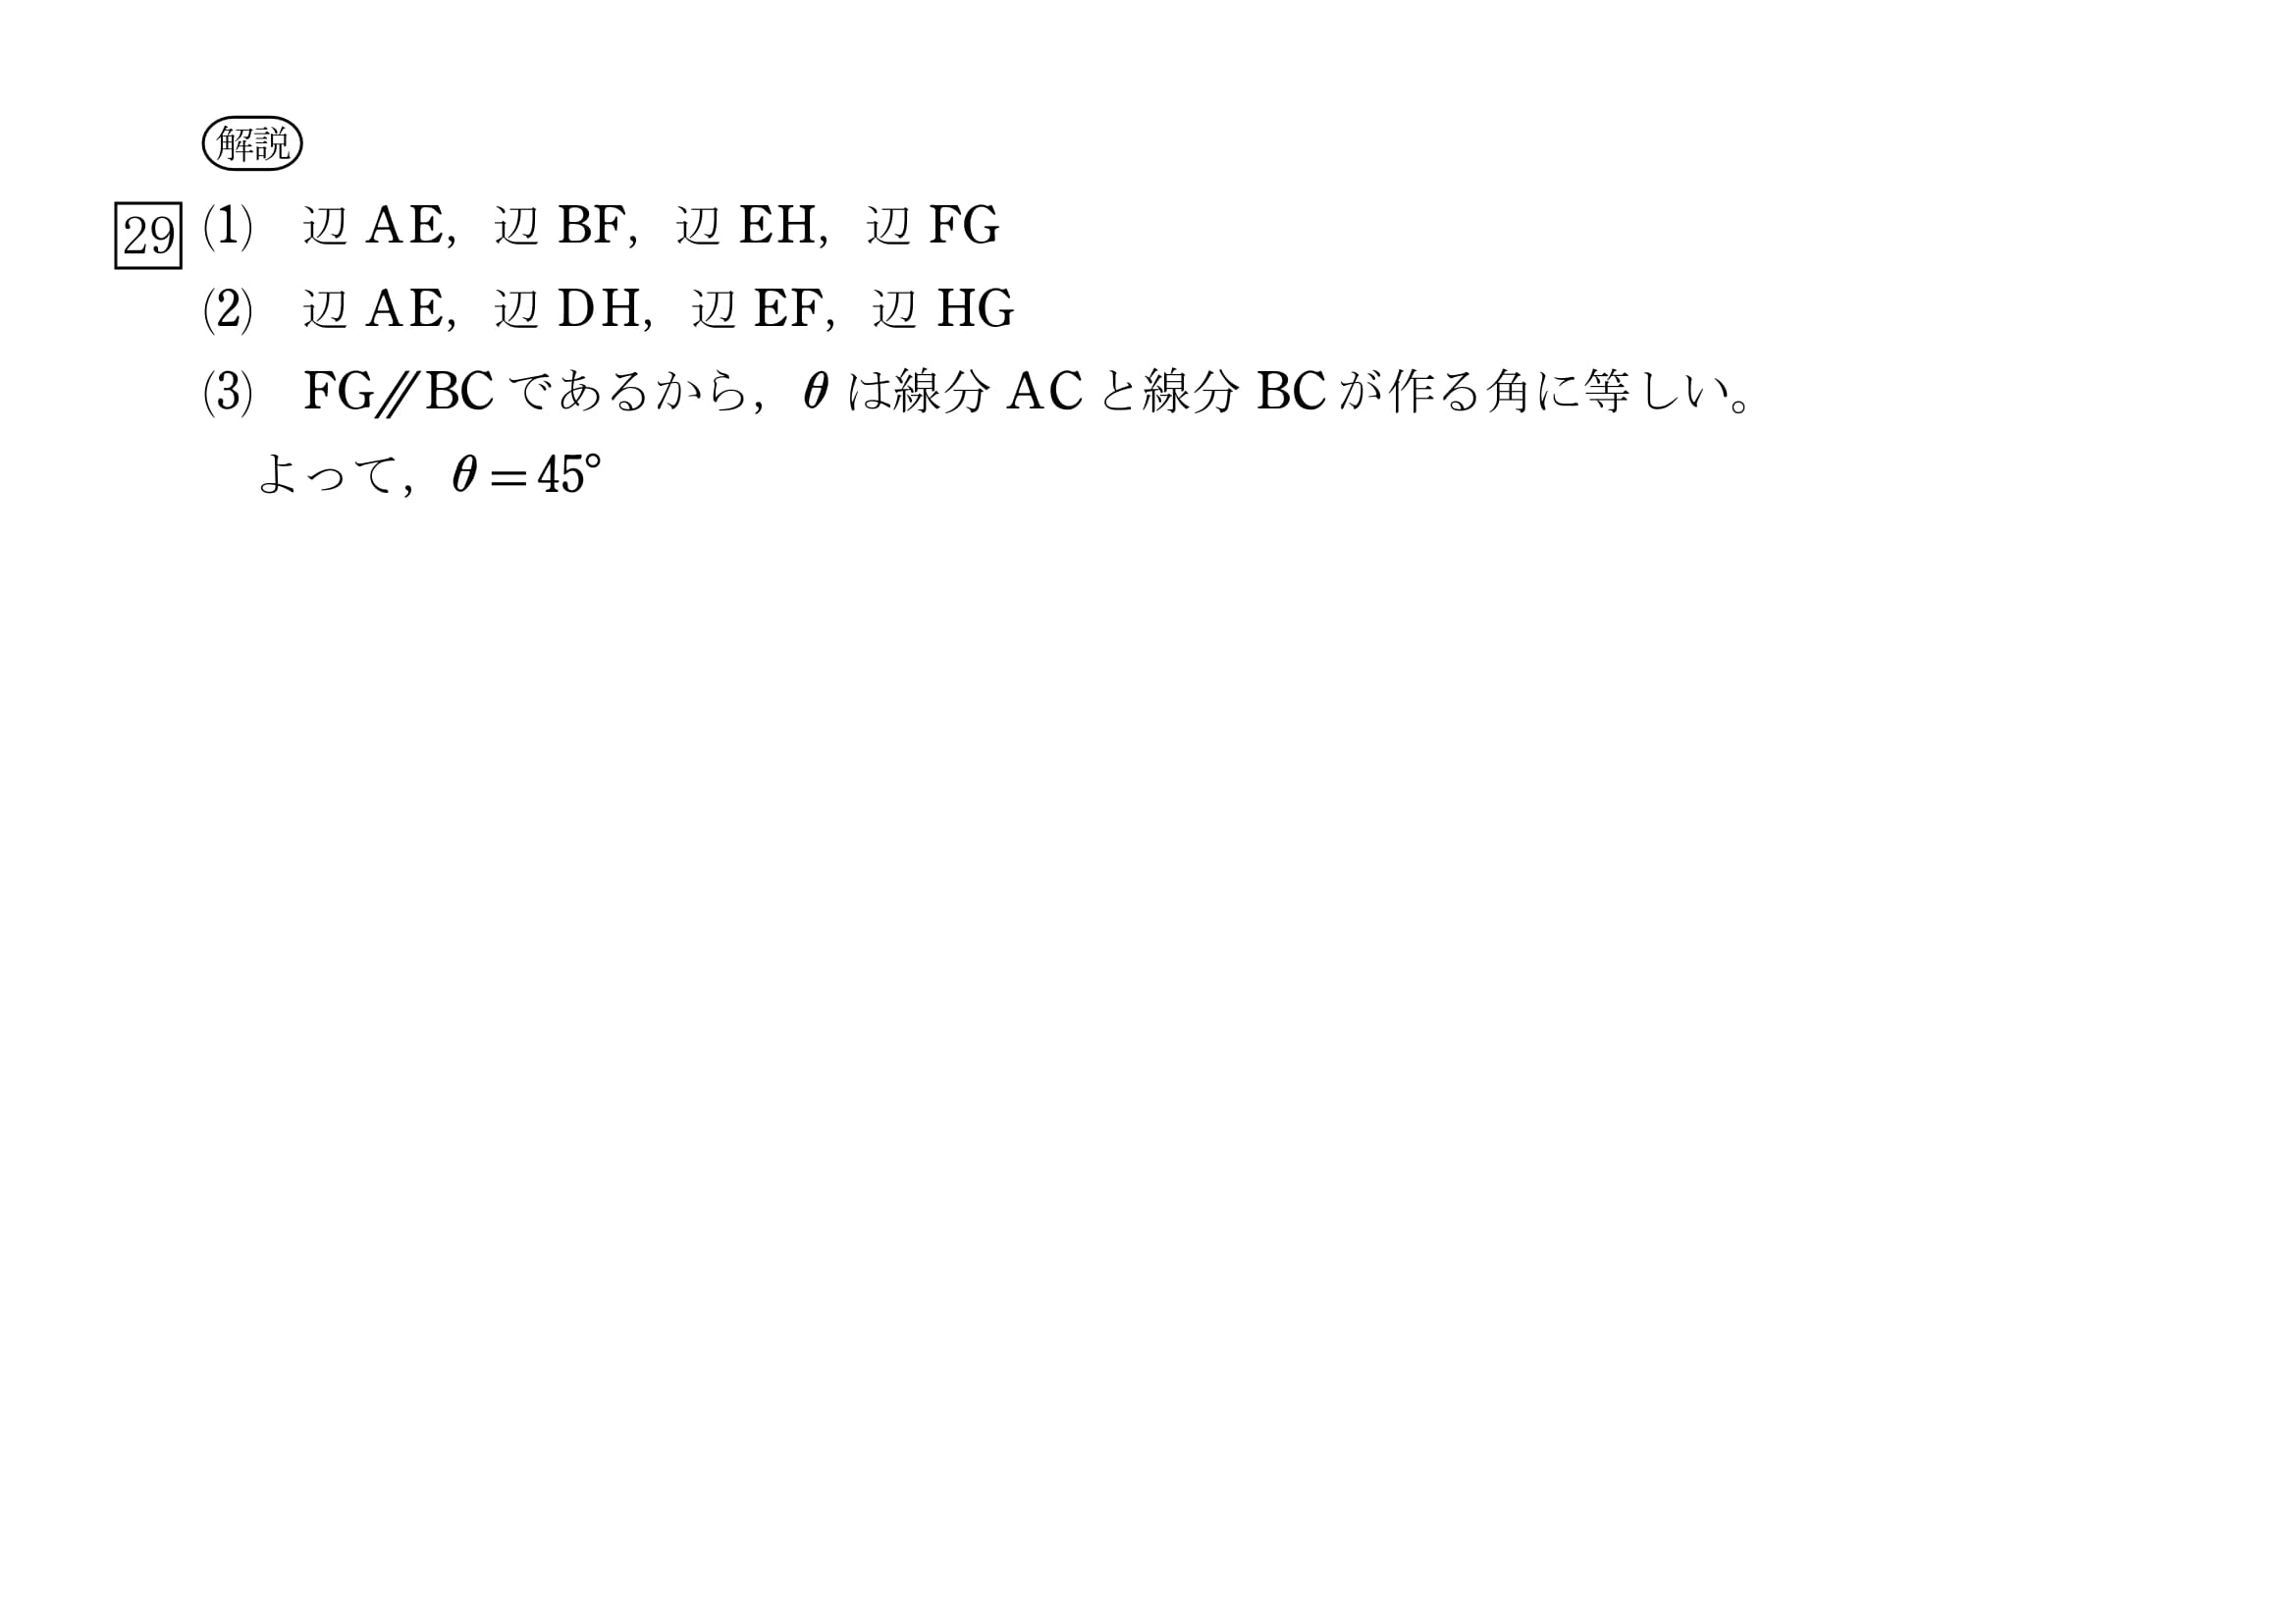 解説
29 (1) 辺 AE, 辺 BF, 辺 EH, 辺 FG
(2) 辺 AE, 辺 DH, 辺 EF, 辺 HG
(3) FG//BC であるから, θ は線分 AC と線分 BC が作る角に等しい。
よって, θ = 45°